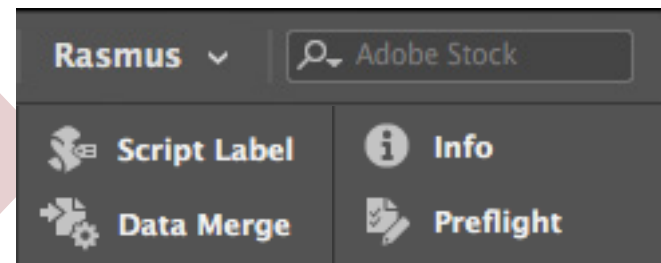 Rasmus Adobe Stock
Script Label Info
Data Merge Preflight